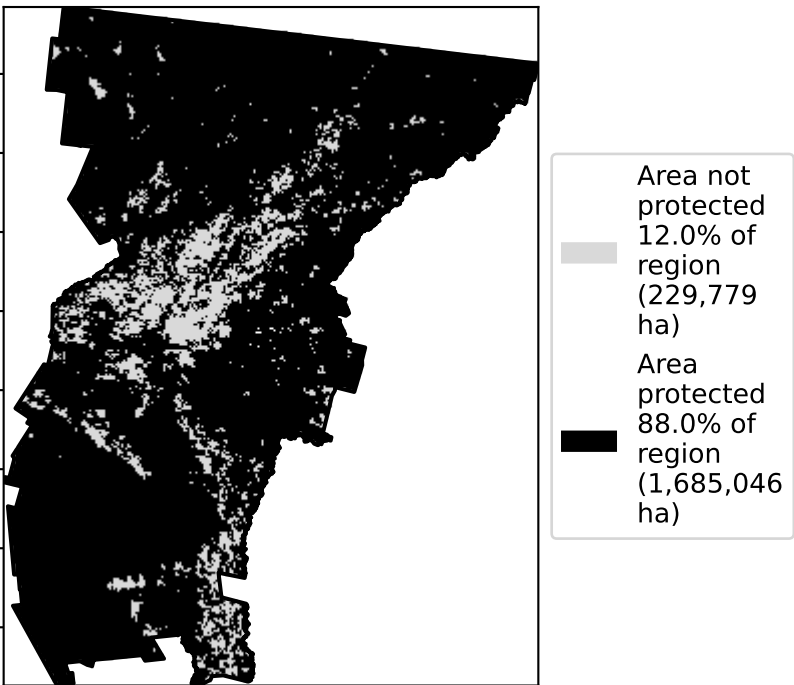 Area not
protected
12.0% of
region
(229,779
ha)
Area
protected
88.0% of
region
(1,685,046
ha)